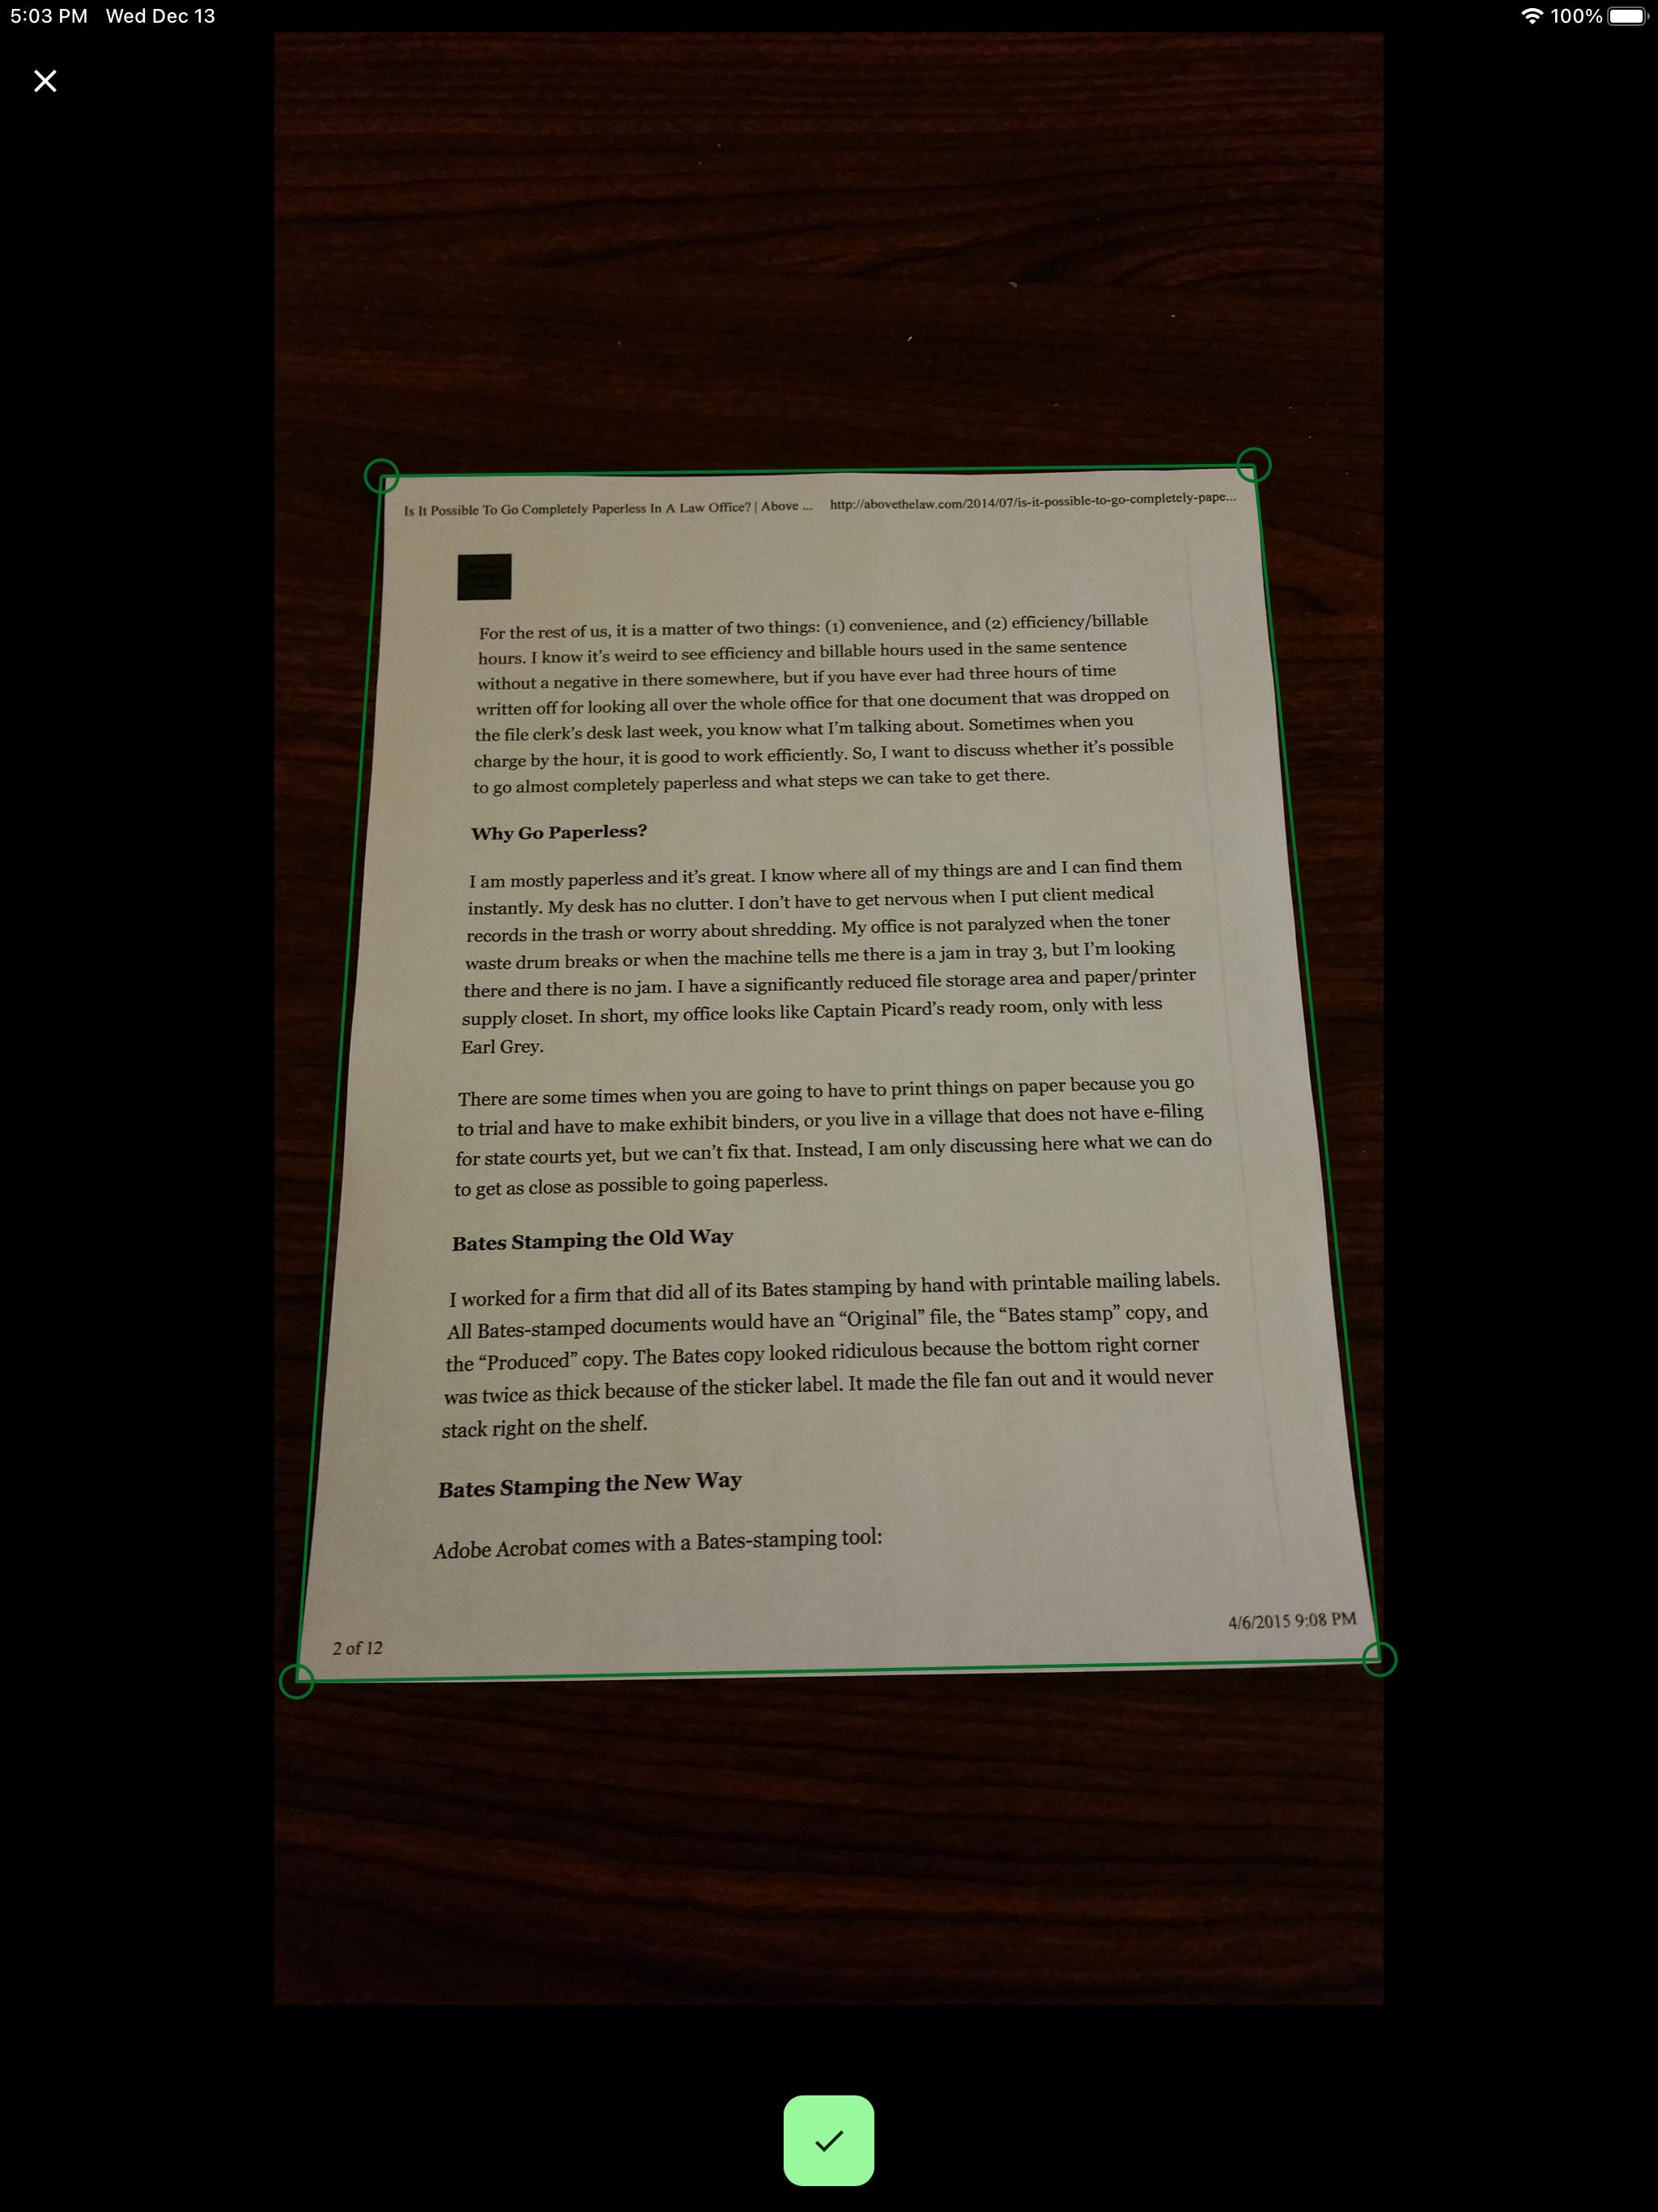 5:03 PM Wed Dec 13
100%
Is It Possible To Go Completely Paperless In A Law Office? | Above ... http://abovethelaw.com/2014/07/is-it-possible-to-go-completely-pape...
For the rest of us, it is a matter of two things: (1) convenience, and (2) efficiency/billable
hours. I know it’s weird to see efficiency and billable hours used in the same sentence
without a negative in there somewhere, but if you have ever had three hours of time
written off for looking all over the whole office for that one document that was dropped on
the file clerk’s desk last week, you know what I’m talking about. Sometimes when you
charge by the hour, it is good to work efficiently. So, I want to discuss whether it’s possible
to go almost completely paperless and what steps we can take to get there.
Why Go Paperless?
I am mostly paperless and it’s great. I know where all of my things are and I can find them
instantly. My desk has no clutter. I don’t have to get nervous when I put client medical
records in the trash or worry about shredding. My office is not paralyzed when the toner
waste drum breaks or when the machine tells me there is a jam in tray 3, but I’m looking
there and there is no jam. I have a significantly reduced file storage area and paper/printer
supply closet. In short, my office looks like Captain Picard’s ready room, only with less
Earl Grey.
There are some times when you are going to have to print things on paper because you go
to trial and have to make exhibit binders, or you live in a village that does not have e-filing
for state courts yet, but we can’t fix that. Instead, I am only discussing here what we can do
to get as close as possible to going paperless.
Bates Stamping the Old Way
I worked for a firm that did all of its Bates stamping by hand with printable mailing labels.
All Bates-stamped documents would have an “Original” file, the “Bates stamp” copy, and
the “Produced” copy. The Bates copy looked ridiculous because the bottom right corner
was twice as thick because of the sticker label. It made the file fan out and it would never
stack right on the shelf.
Bates Stamping the New Way
Adobe Acrobat comes with a Bates-stamping tool:
2 of 12 4/6/2015 9:08 PM